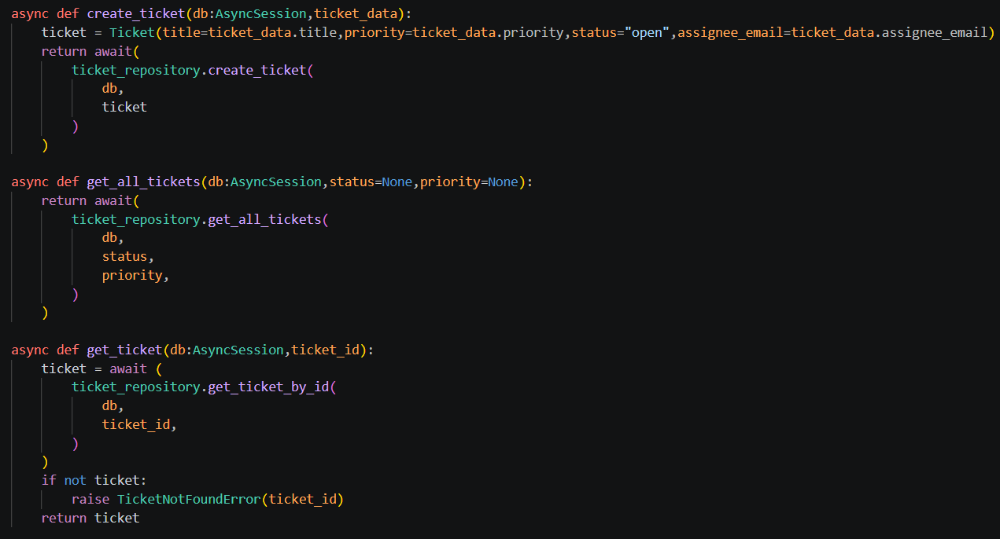 async def create_ticket(db:AsyncSession,ticket_data):
    ticket = Ticket(title=ticket_data.title,priority=ticket_data.priority,status="open",assignee_email=ticket_data.assignee_email)
    return await(
        ticket_repository.create_ticket(
            db,
            ticket
        )
    )

async def get_all_tickets(db:AsyncSession,status=None,priority=None):
    return await(
        ticket_repository.get_all_tickets(
            db,
            status,
            priority,
        )
    )

async def get_ticket(db:AsyncSession,ticket_id):
    ticket = await (
        ticket_repository.get_ticket_by_id(
            db,
            ticket_id,
        )
    )
    if not ticket:
        raise TicketNotFoundError(ticket_id)
    return ticket